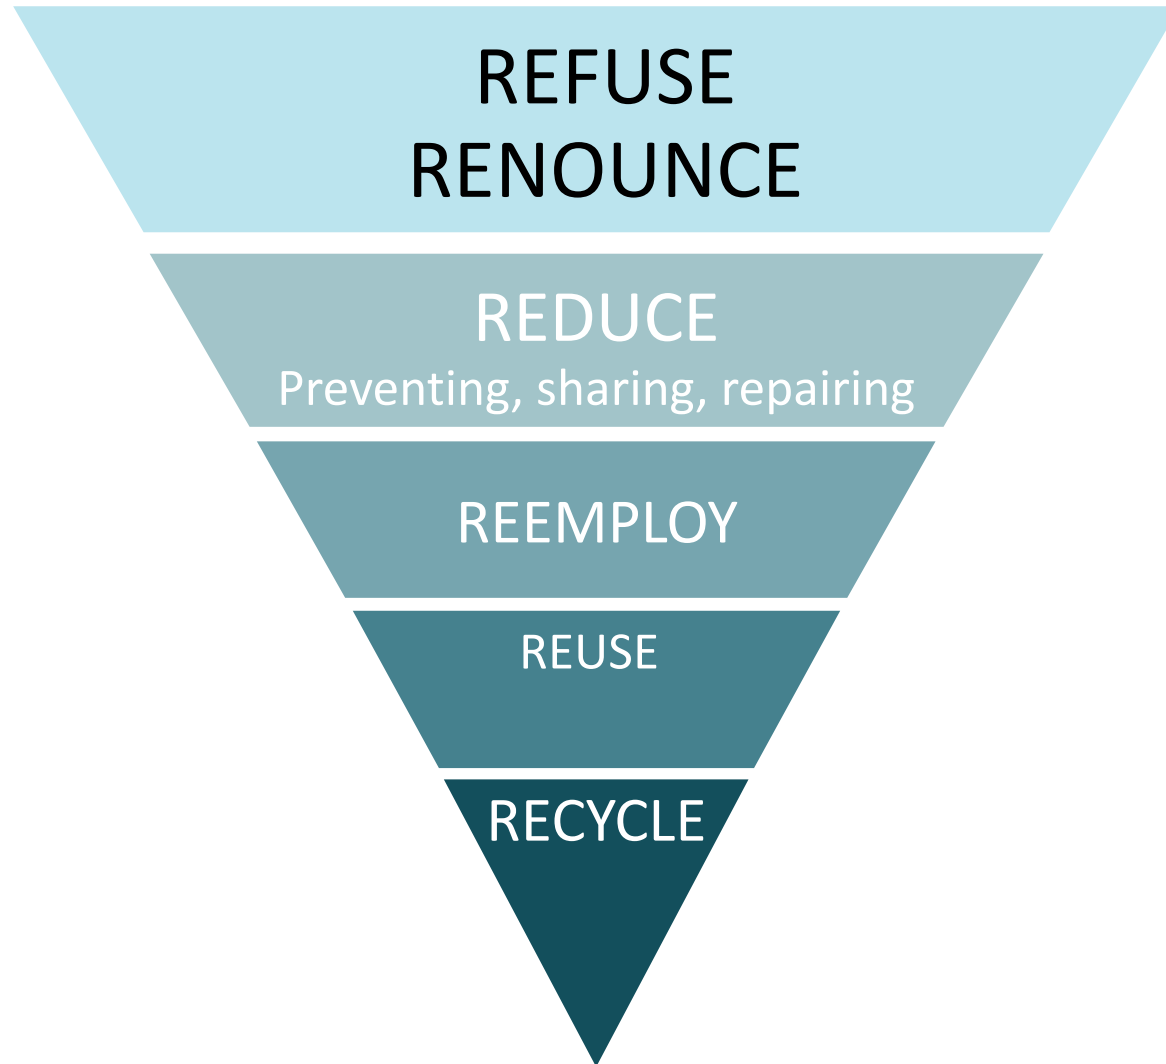 REFUSE
RENOUNCE
REDUCE
Preventing, sharing, repairing
REEMPLOY
REUSE
RECYCLE